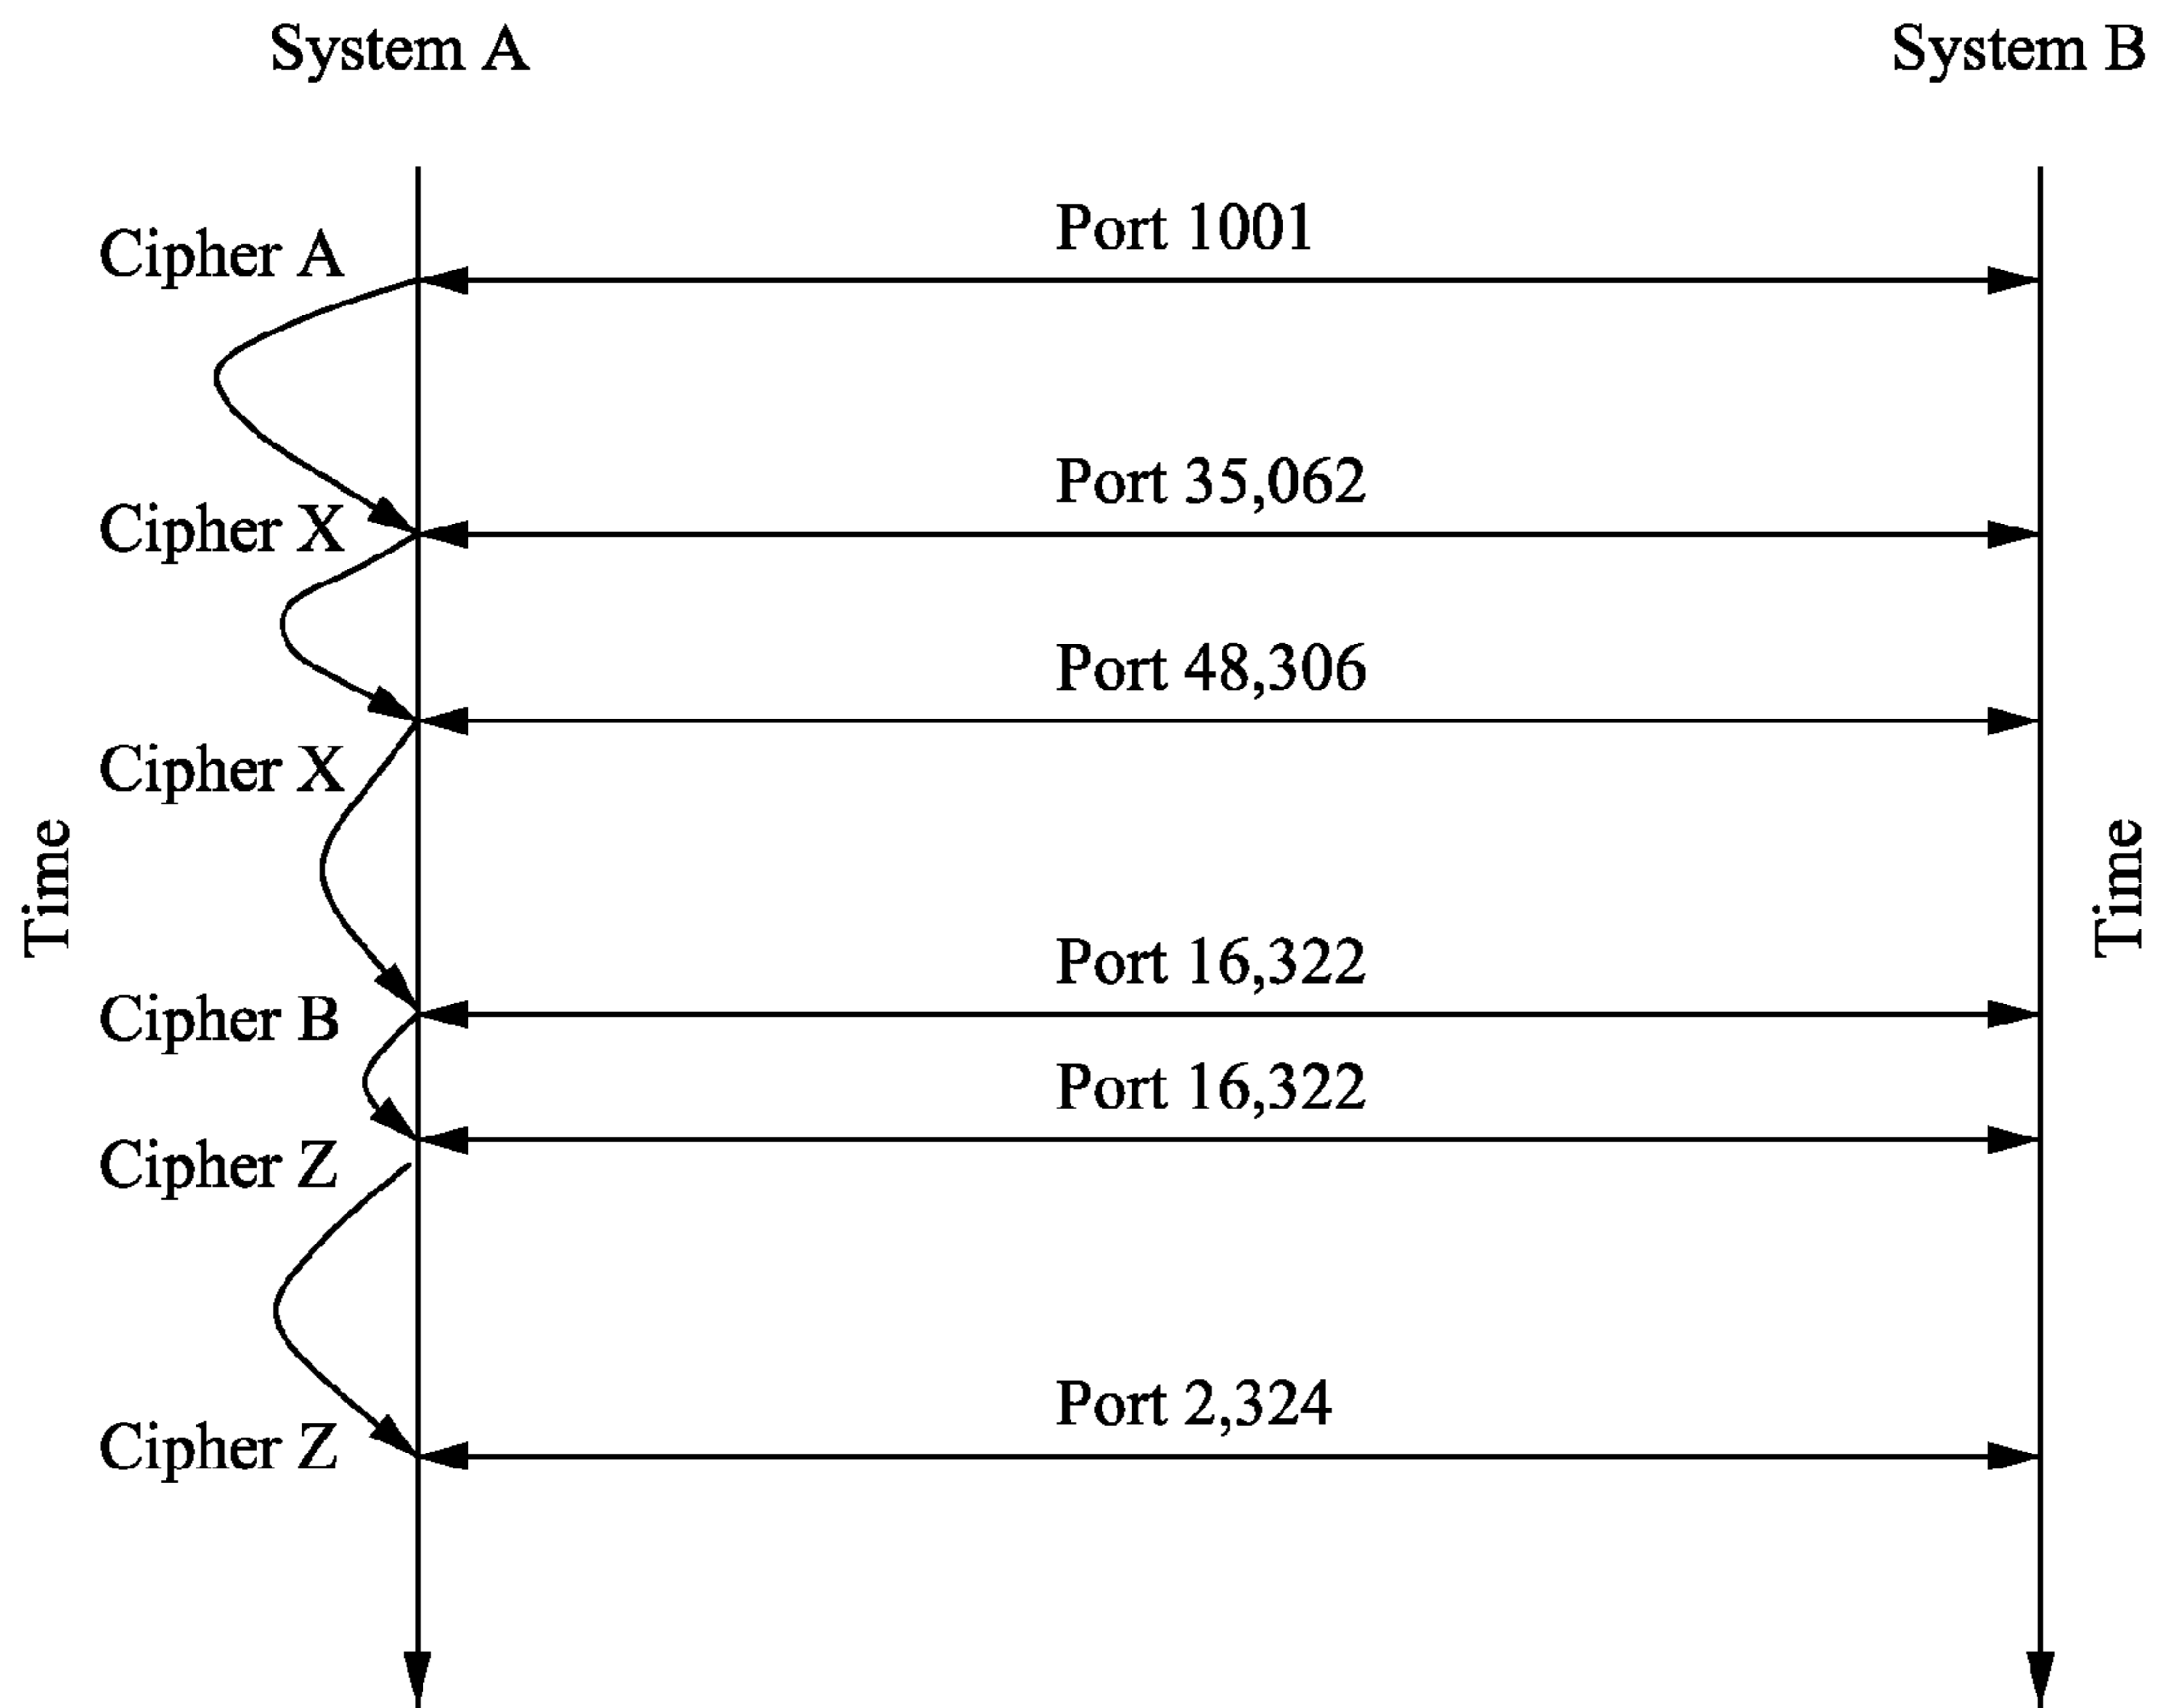 System A
System B
Port 1001
Cipher A
Port 35,062
Cipher X
Port 48,306
Cipher X
Time
Time
Port 16,322
Cipher B
Port 16,322
Cipher Z
Port 2,324
Cipher Z